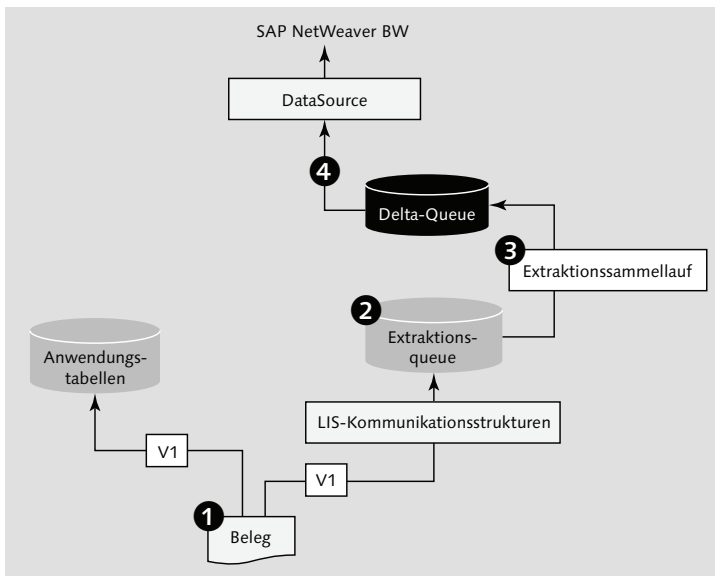 SAP NetWeaver BW
DataSource
4
Delta-Queue
3
Extraktionssammellauf
2
Extraktions-
queue
Anwendungs-
tabellen
LIS-Kommunikationsstrukturen
V1
V1
1
Beleg